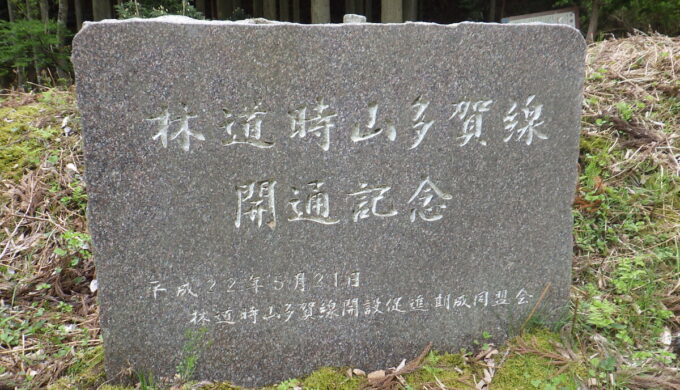 林道時山多賀線
開通記念
平成22年5月21日
林道時山多賀線開設促進期成同盟会